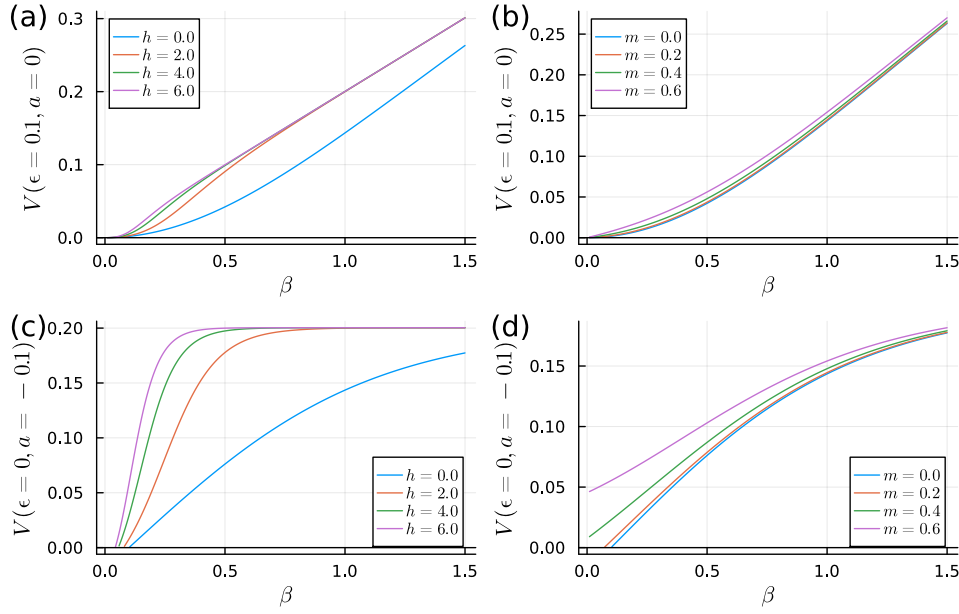 (a)
V(ϵ = 0.1, a = 0)
0.3
0.2
0.1
0.0
h = 0.0
h = 2.0
h = 4.0
h = 6.0
0.0 0.5 1.0 1.5
β
(b)
V(ϵ = 0.1, a = 0)
0.25
0.20
0.15
0.10
0.05
0.00
m = 0.0
m = 0.2
m = 0.4
m = 0.6
0.0 0.5 1.0 1.5
β
(c)
V(ϵ = 0, a = − 0.1)
0.20
0.15
0.10
0.05
0.00
h = 0.0
h = 2.0
h = 4.0
h = 6.0
0.0 0.5 1.0 1.5
β
(d)
V(ϵ = 0, a = − 0.1)
0.15
0.10
0.05
0.00
m = 0.0
m = 0.2
m = 0.4
m = 0.6
0.0 0.5 1.0 1.5
β